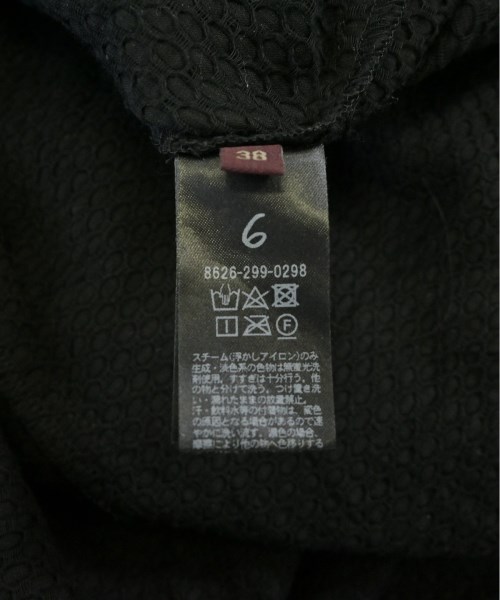 38
6
8626-299-0298
スチーム(浮かしアイロン)のみ
生成・淡色系の色物は無蛍光洗
剤使用。すすぎは十分行う。他
の物と分けて洗う。つけ置き洗
い・濡れたままの放置禁止。
汗・飲料水等の付着物は、変色
の原因となる場合があるので速
やかに洗い流す。濃色の場合、
摩擦により他の物へ色移りする